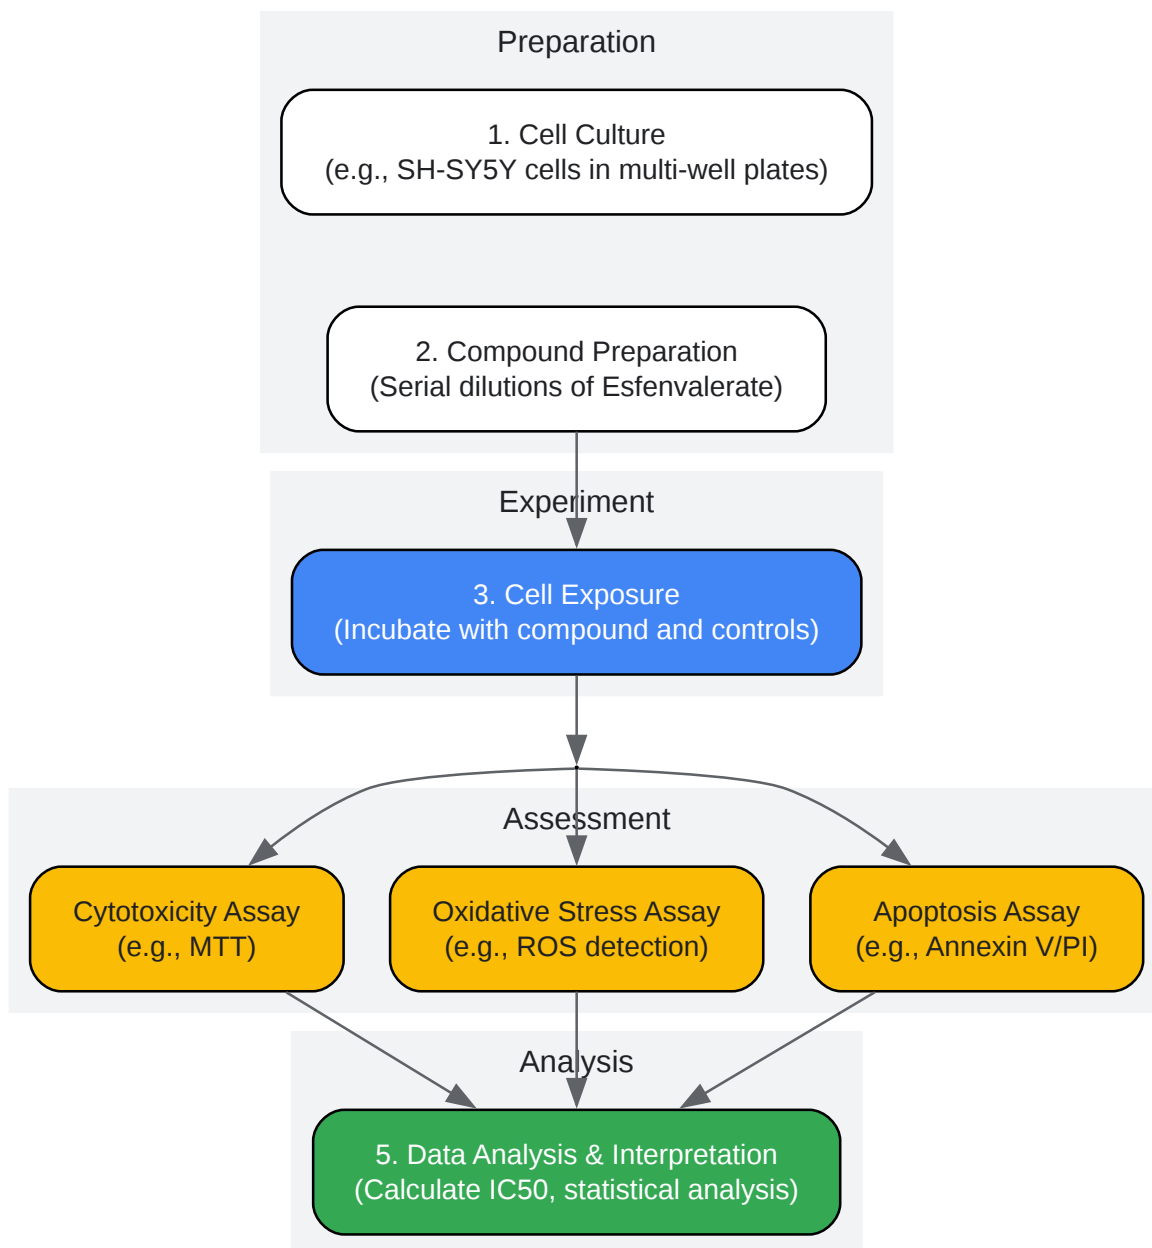 Preparation
1. Cell Culture
(e.g., SH-SY5Y cells in multi-well plates)
2. Compound Preparation
(Serial dilutions of Esfenvalerate)
Experiment
3. Cell Exposure
(Incubate with compound and controls)
Assessment
Cytotoxicity Assay
(e.g., MTT)
Oxidative Stress Assay
(e.g., ROS detection)
Apoptosis Assay
(e.g., Annexin V/PI)
Analysis
5. Data Analysis & Interpretation
(Calculate IC50, statistical analysis)